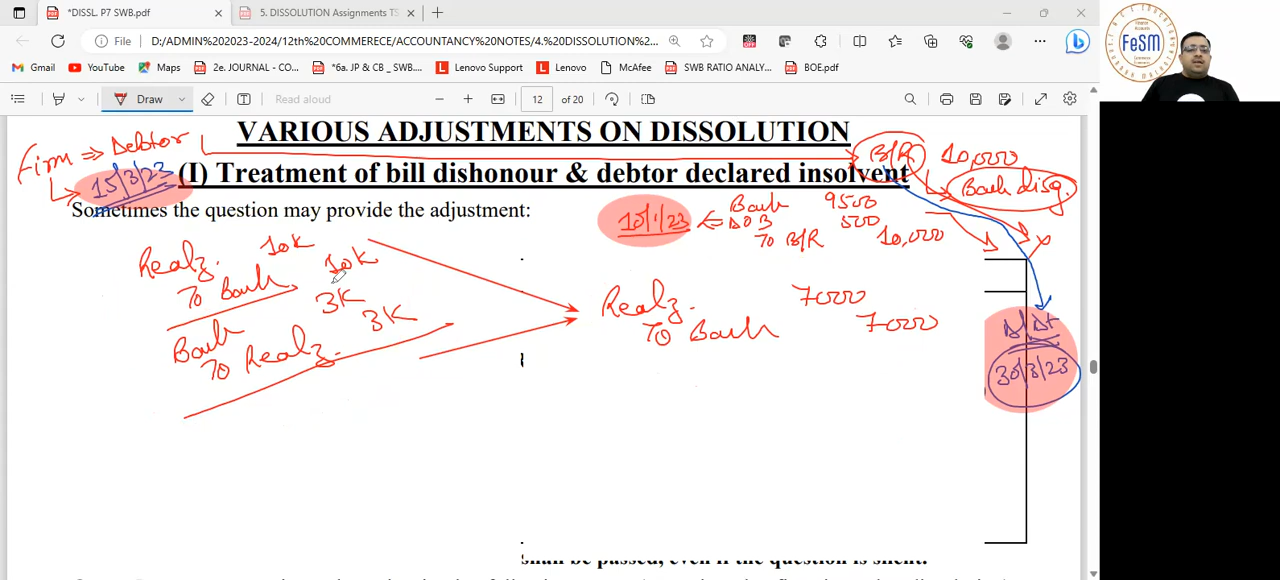 *DISSL. P7 SWB.pdf
5. DISSOLUTION Assignments TS
File
D:/ADMIN%202023-2024/12th%20COMMERECE/ACCOUNTANCY%20NOTES/4.%20DISSOLUTION%...
Gmail
YouTube
Maps
2e. JOURNAL - CO...
*6a. JP & CB _ SWB....
Lenovo Support
Lenovo
McAfee
SWB RATIO ANALY...
BOE.pdf
Draw
Read aloud
12 of 20
FeSM
VARIOUS ADJUSTMENTS ON DISSOLUTION
Firm => Debtor
B/R 10,000
15/3/23
(I) Treatment of bill dishonour & debtor declared insolvent
Bank disc.
Sometimes the question may provide the adjustment:
10/1/23
Bank 9500
500
To B/R 10,000
Realz. 10K
To Bank 10K
Bank 3K
To Realz. 3K
Realz. 7000
To Bank 7000
30/3/23
shall be passed, even if the question is silent.